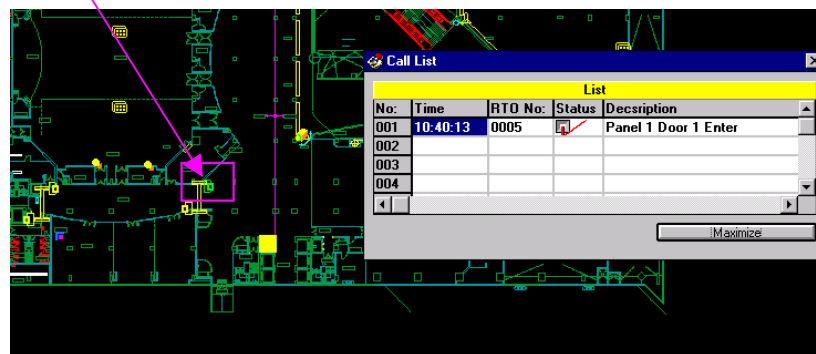 Call List
List
No: Time RTO No: Status Decsription
001 10:40:13 0005 Panel 1 Door 1 Enter
002
003
004
Maximize